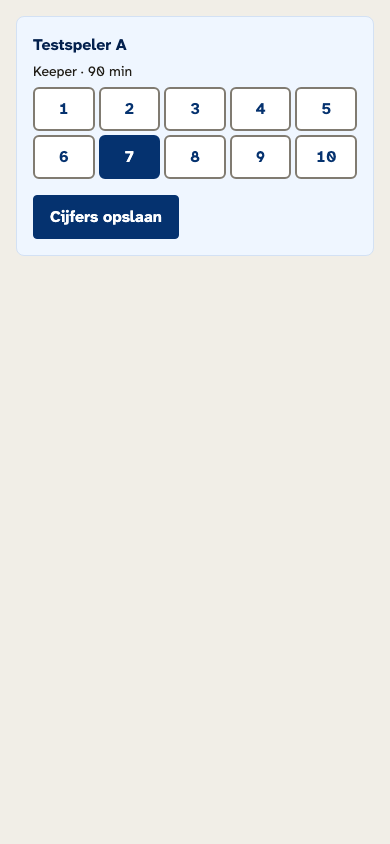 Testspeler A
Keeper · 90 min
1 2 3 4 5
6 7 8 9 10
Cijfers opslaan